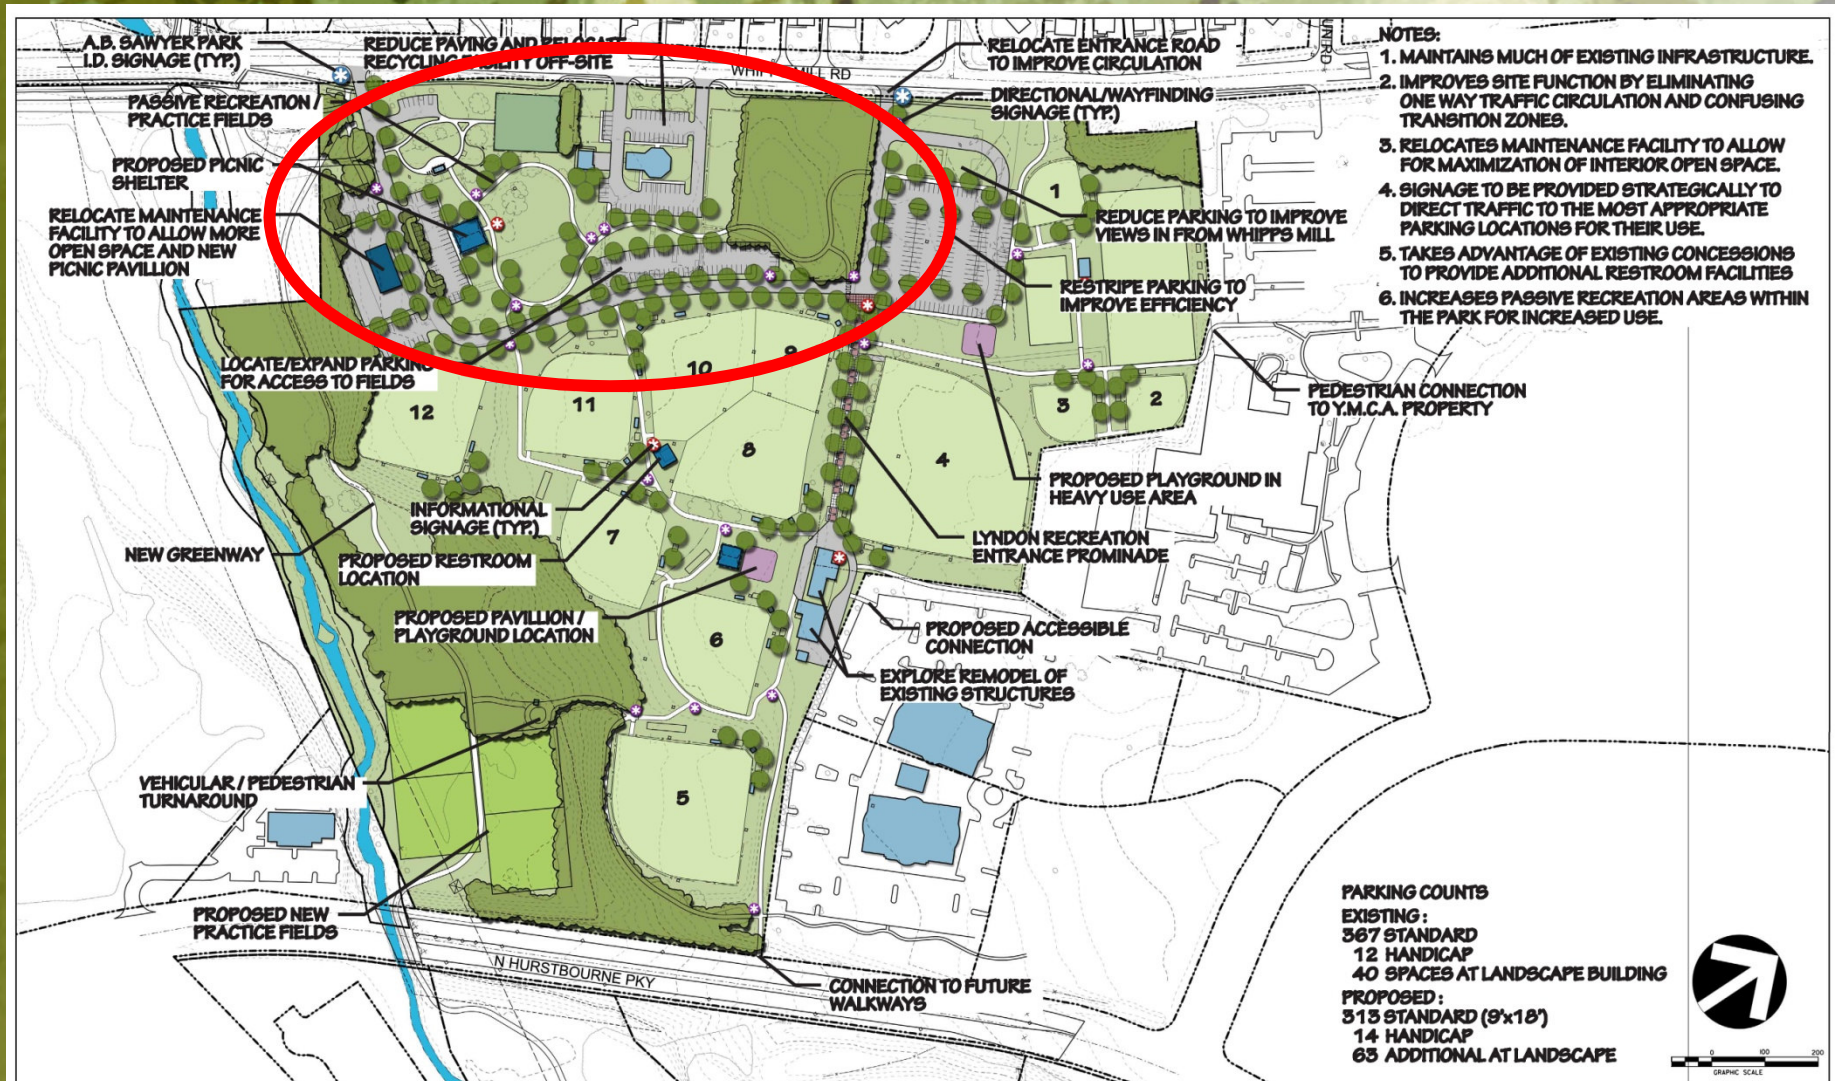 A.B. SAWYER PARK
I.D. SIGNAGE (TYP.)
REDUCE PAVING AND RELOCATE
RECYCLING FACILITY OFF-SITE
WHIPPS MILL RD
RELOCATE ENTRANCE ROAD
TO IMPROVE CIRCULATION
DIRECTIONAL/WAYFINDING
SIGNAGE (TYP.)
PASSIVE RECREATION /
PRACTICE FIELDS
PROPOSED PICNIC
SHELTER
RELOCATE MAINTENANCE
FACILITY TO ALLOW MORE
OPEN SPACE AND NEW
PICNIC PAVILLION
NOTES:
1. MAINTAINS MUCH OF EXISTING INFRASTRUCTURE.
2. IMPROVES SITE FUNCTION BY ELIMINATING
ONE WAY TRAFFIC CIRCULATION AND CONFUSING
TRANSITION ZONES.
3. RELOCATES MAINTENANCE FACILITY TO ALLOW
FOR MAXIMIZATION OF INTERIOR OPEN SPACE.
4. SIGNAGE TO BE PROVIDED STRATEGICALLY TO
DIRECT TRAFFIC TO THE MOST APPROPRIATE
PARKING LOCATIONS FOR THEIR USE.
5. TAKES ADVANTAGE OF EXISTING CONCESSIONS
TO PROVIDE ADDITIONAL RESTROOM FACILITIES
6. INCREASES PASSIVE RECREATION AREAS WITHIN
THE PARK FOR INCREASED USE.
1
REDUCE PARKING TO IMPROVE
VIEWS IN FROM WHIPPS MILL
RESTRIPE PARKING TO
IMPROVE EFFICIENCY
LOCATE/EXPAND PARKING
FOR ACCESS TO FIELDS
9
10
11
12
3
2
PEDESTRIAN CONNECTION
TO Y.M.C.A. PROPERTY
8
4
PROPOSED PLAYGROUND IN
HEAVY USE AREA
INFORMATIONAL
SIGNAGE (TYP.)
7
LYNDON RECREATION
ENTRANCE PROMINADE
NEW GREENWAY
PROPOSED RESTROOM
LOCATION
PROPOSED PAVILLION /
PLAYGROUND LOCATION
6
PROPOSED ACCESSIBLE
CONNECTION
EXPLORE REMODEL OF
EXISTING STRUCTURES
VEHICULAR / PEDESTRIAN
TURNAROUND
5
PROPOSED NEW
PRACTICE FIELDS
N HURSTBOURNE PKY
CONNECTION TO FUTURE
WALKWAYS
PARKING COUNTS
EXISTING :
367 STANDARD
12 HANDICAP
40 SPACES AT LANDSCAPE BUILDING
PROPOSED :
313 STANDARD (9'x18')
14 HANDICAP
63 ADDITIONAL AT LANDSCAPE
0 100 200
GRAPHIC SCALE